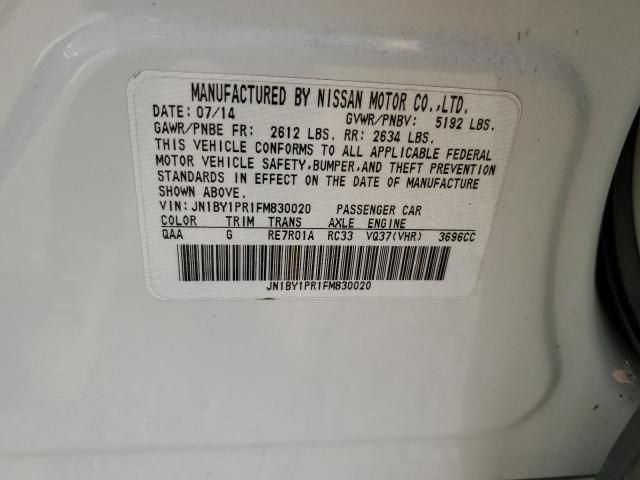 MANUFACTURED BY NISSAN MOTOR CO.,LTD.
DATE: 07/14 GVWR/PNBV: 5192 LBS.
GAWR/PNBE FR: 2612 LBS. RR: 2634 LBS.
THIS VEHICLE CONFORMS TO ALL APPLICABLE FEDERAL
MOTOR VEHICLE SAFETY, BUMPER, AND THEFT PREVENTION
STANDARDS IN EFFECT ON THE DATE OF MANUFACTURE
SHOWN ABOVE.
VIN: JN1BY1PR1FM830020 PASSENGER CAR
COLOR TRIM TRANS AXLE ENGINE
QAA G RE7R01A RC33 VQ37(VHR) 3696CC
JN1BY1PR1FM830020